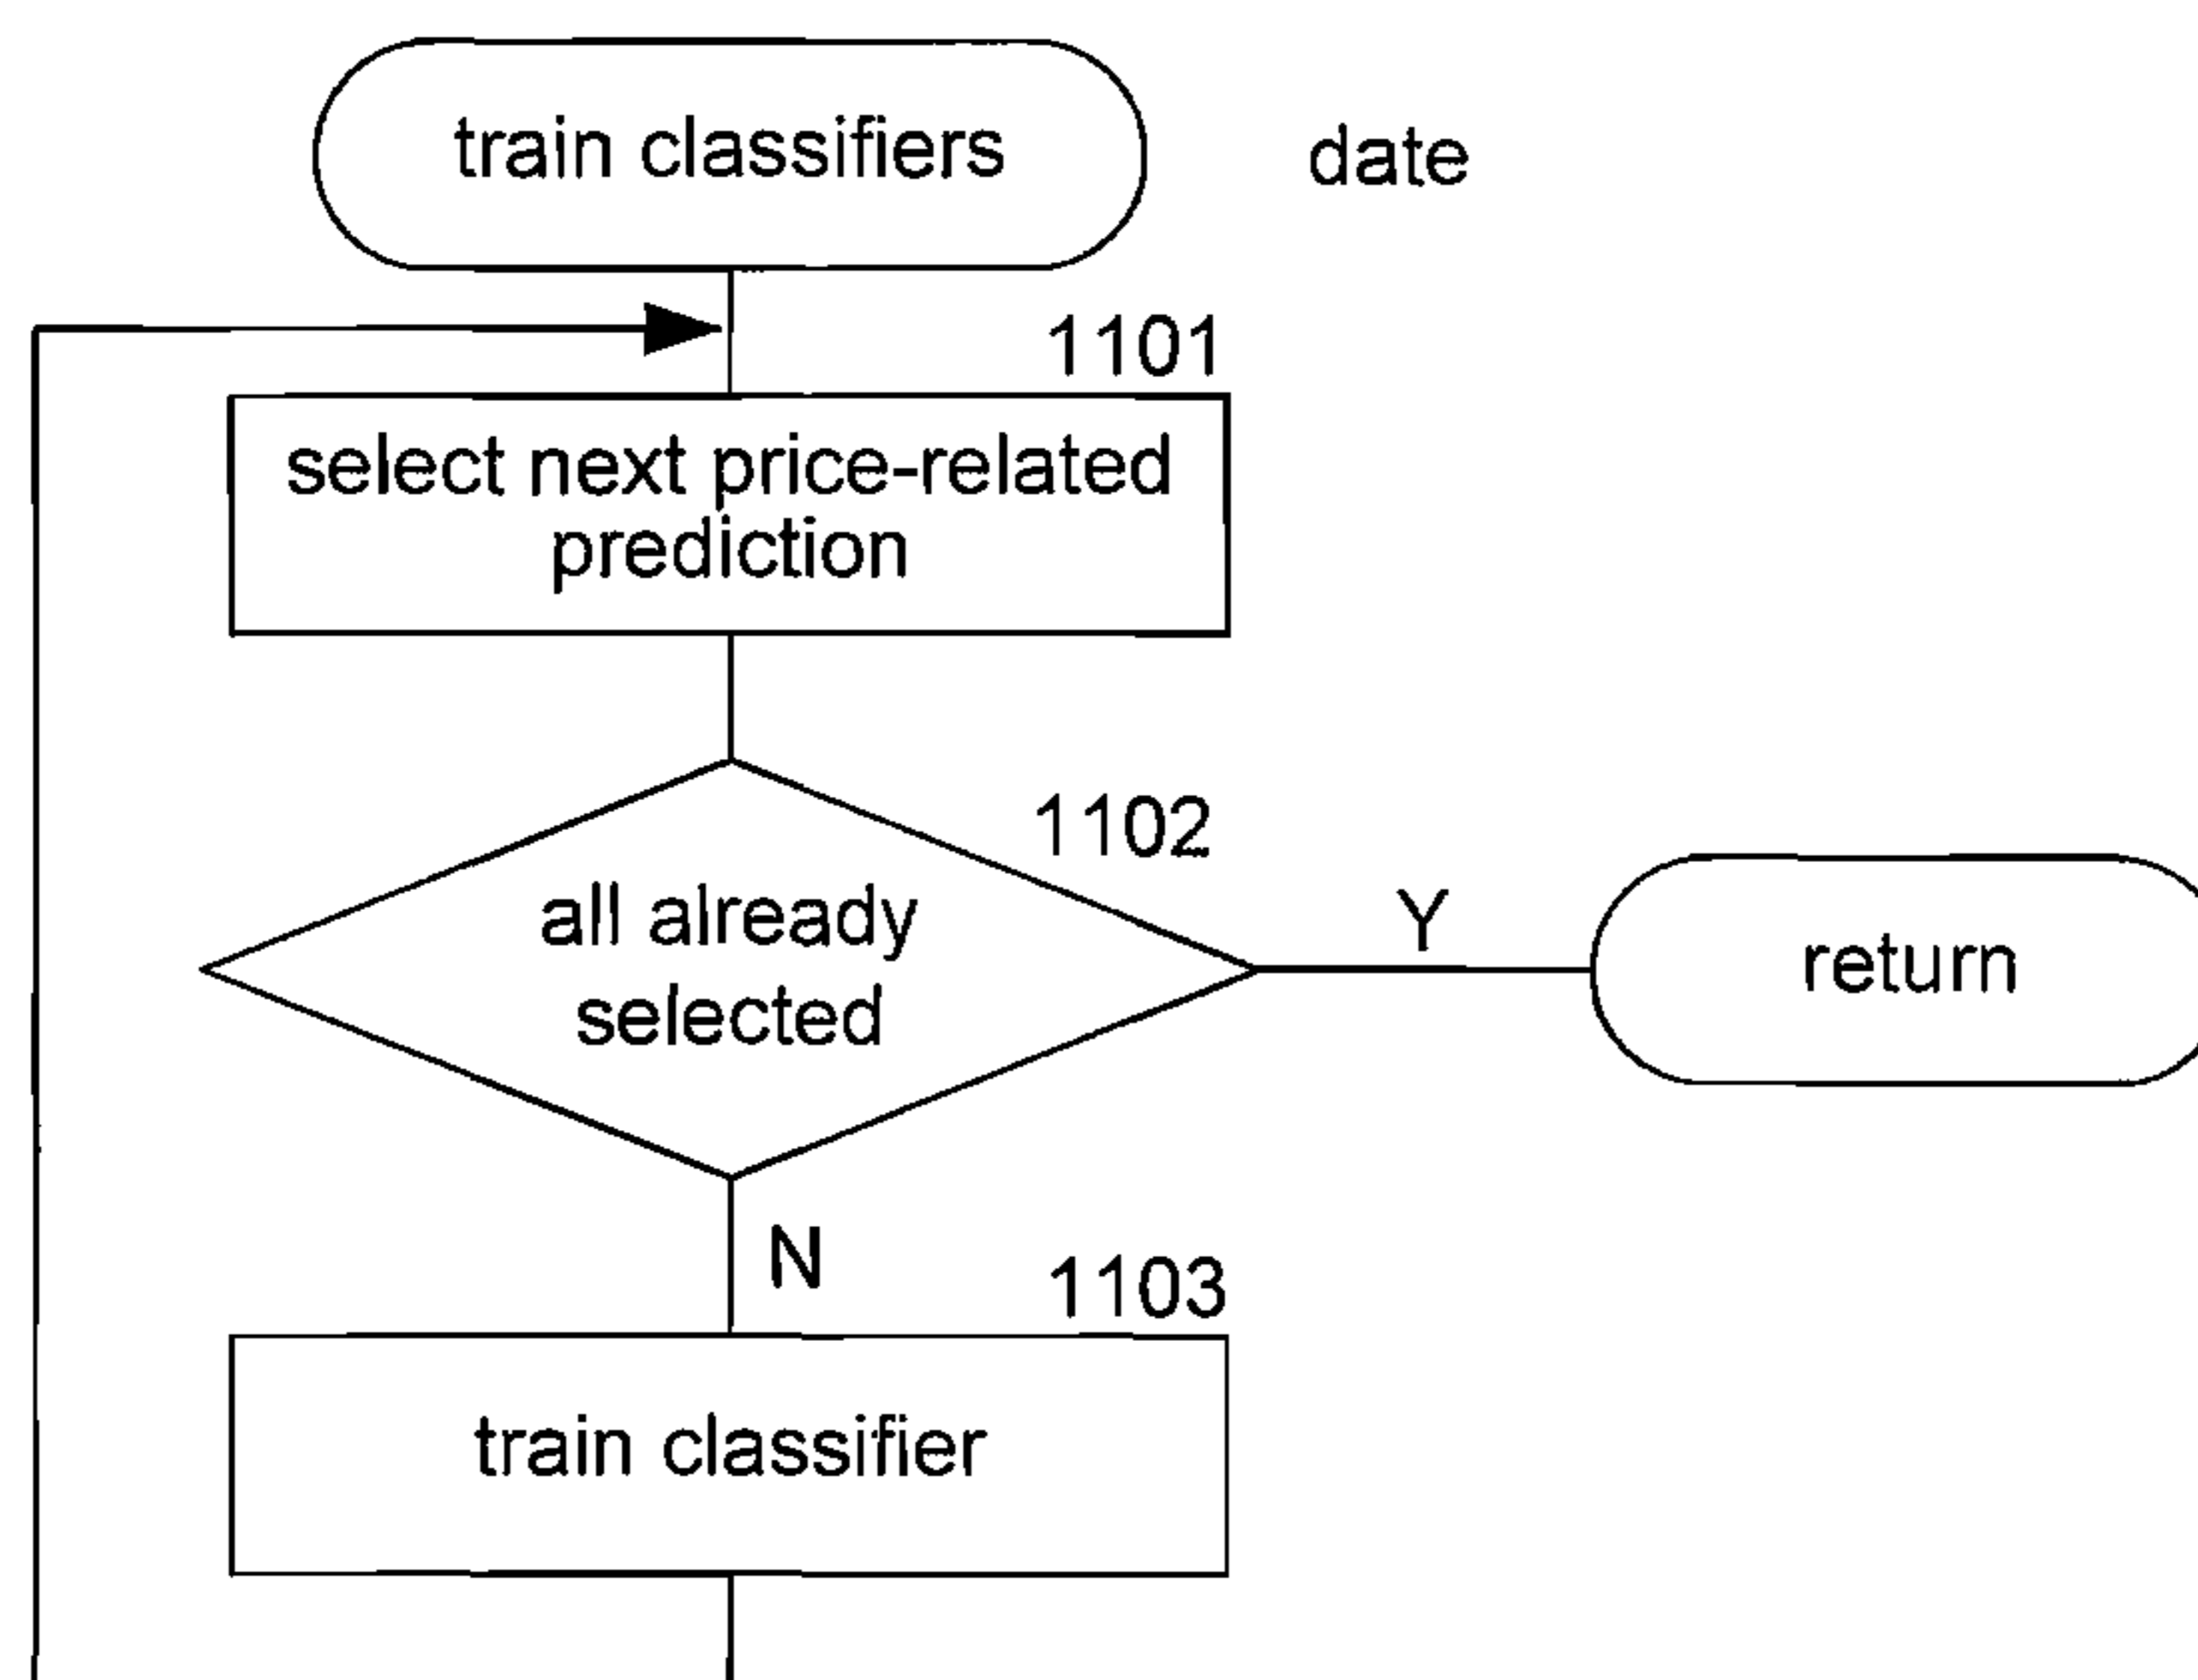 train classifiers
date
1101
select next price-related
prediction
1102
all already
selected
Y
return
N
1103
train classifier